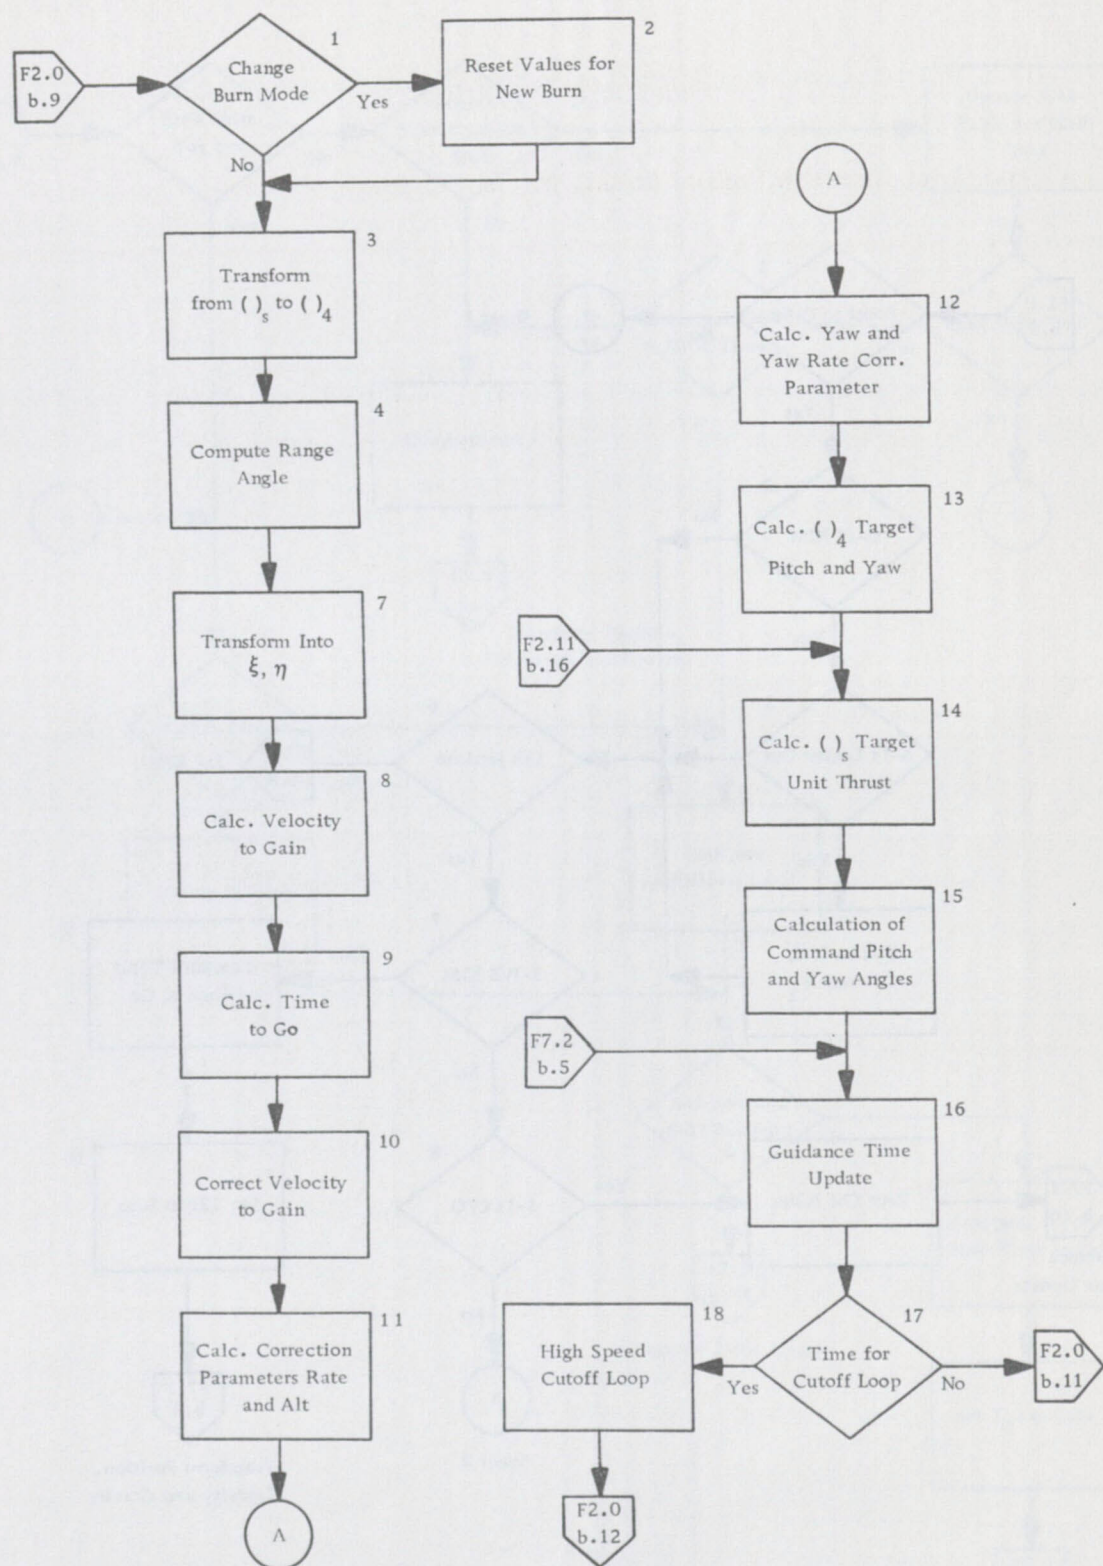 F2.0
b.9
1
Change
Burn Mode
Yes
No
2
Reset Values for
New Burn
3
Transform
from ( )s to ( )4
4
Compute Range
Angle
7
Transform Into
ξ, η
8
Calc. Velocity
to Gain
9
Calc. Time
to Go
10
Correct Velocity
to Gain
11
Calc. Correction
Parameters Rate
and Alt
A
A
12
Calc. Yaw and
Yaw Rate Corr.
Parameter
13
Calc. ( )4 Target
Pitch and Yaw
F2.11
b.16
14
Calc. ( )s Target
Unit Thrust
15
Calculation of
Command Pitch
and Yaw Angles
F7.2
b.5
16
Guidance Time
Update
17
Time for
Cutoff Loop
Yes
No
18
High Speed
Cutoff Loop
F2.0
b.11
F2.0
b.12